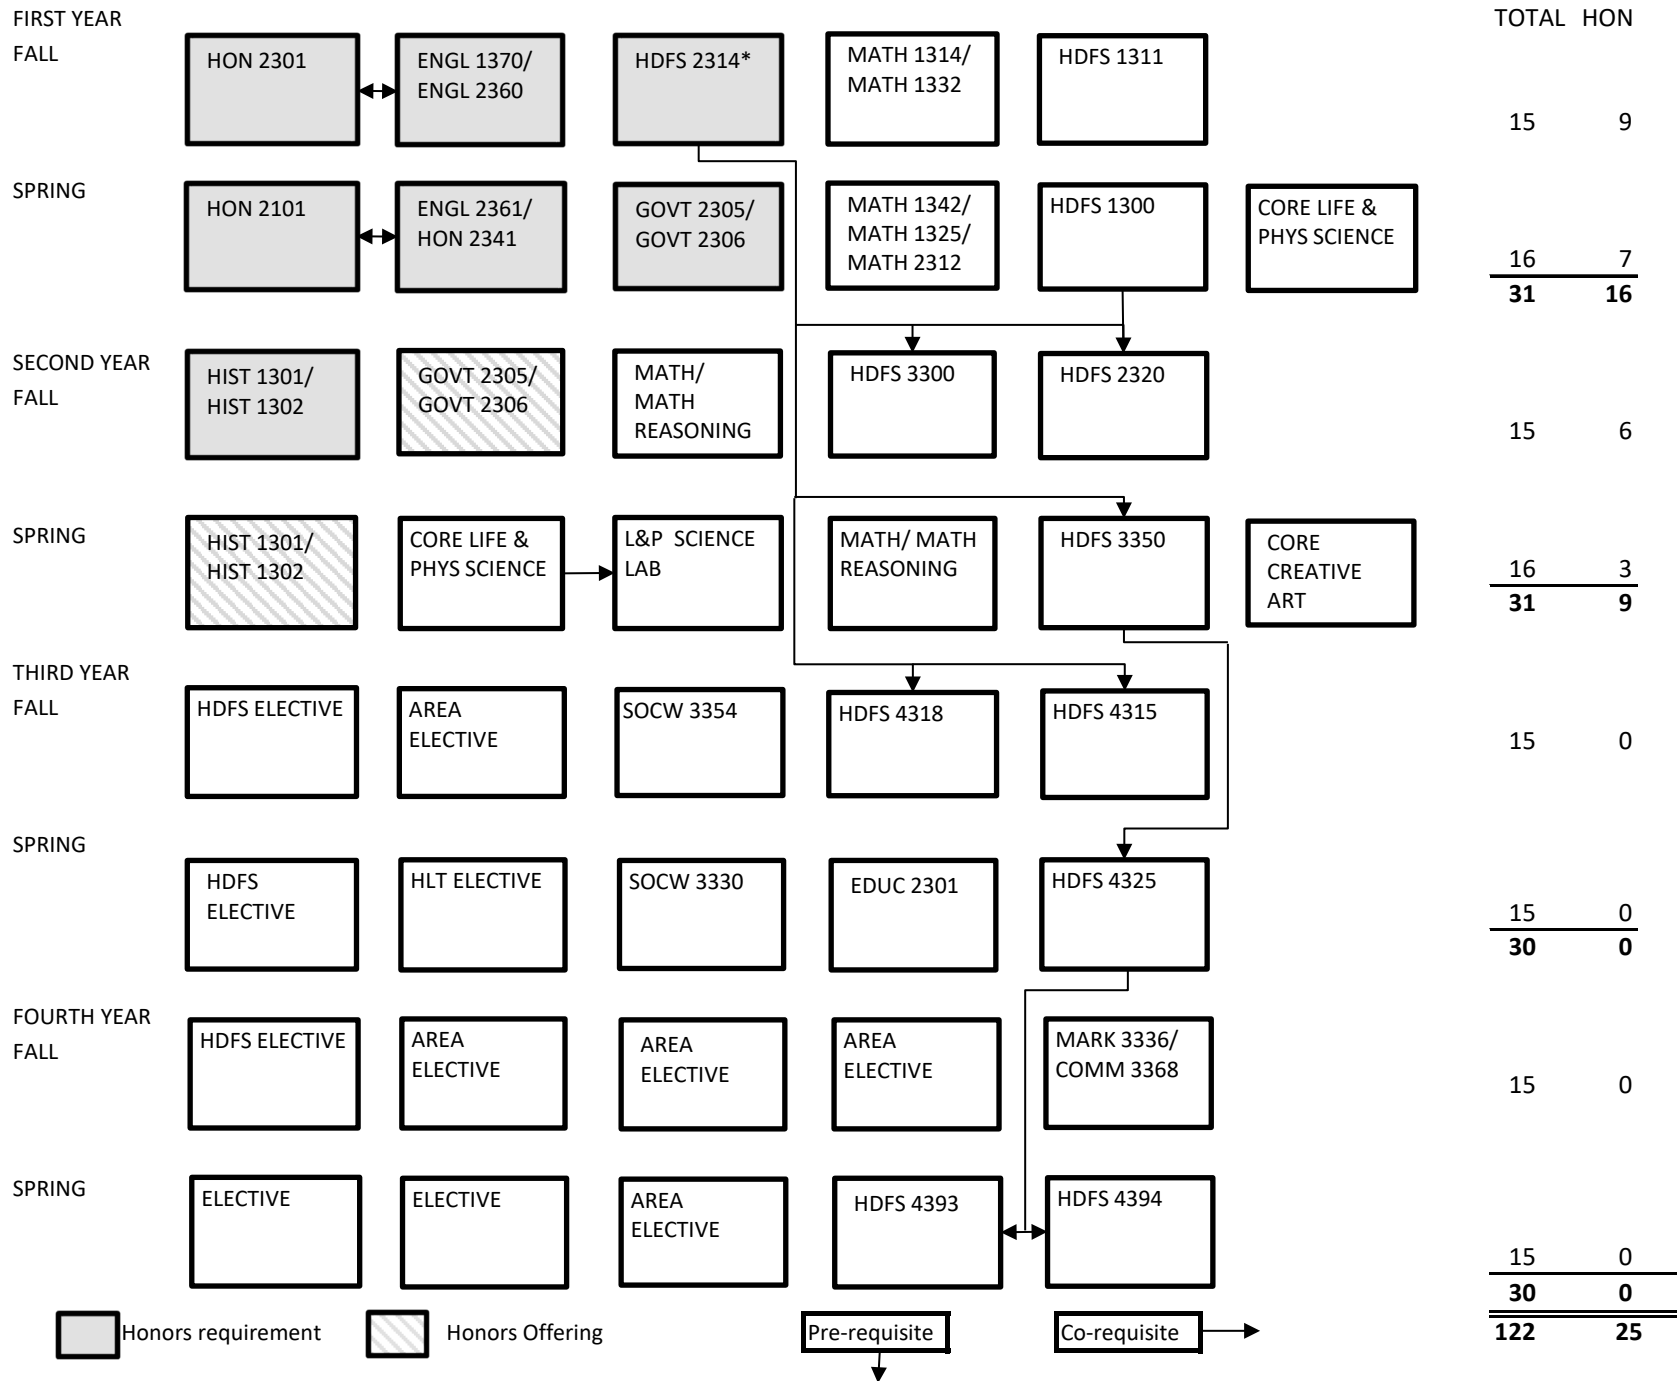 FIRST YEAR
TOTAL HON
FALL
HON 2301
ENGL 1370/
ENGL 2360
HDFS 2314*
MATH 1314/
MATH 1332
HDFS 1311
15 9
SPRING
HON 2101
ENGL 2361/
HON 2341
GOVT 2305/
GOVT 2306
MATH 1342/
MATH 1325/
MATH 2312
HDFS 1300
CORE LIFE &
PHYS SCIENCE
16 7
31 16
SECOND YEAR
FALL
HIST 1301/
HIST 1302
GOVT 2305/
GOVT 2306
MATH/
MATH
REASONING
HDFS 3300
HDFS 2320
15 6
SPRING
HIST 1301/
HIST 1302
CORE LIFE &
PHYS SCIENCE
L&P SCIENCE
LAB
MATH/ MATH
REASONING
HDFS 3350
CORE
CREATIVE
ART
16 3
31 9
THIRD YEAR
FALL
HDFS ELECTIVE
AREA
ELECTIVE
SOCW 3354
HDFS 4318
HDFS 4315
15 0
SPRING
HDFS
ELECTIVE
HLT ELECTIVE
SOCW 3330
EDUC 2301
HDFS 4325
15 0
30 0
FOURTH YEAR
FALL
HDFS ELECTIVE
AREA
ELECTIVE
AREA
ELECTIVE
AREA
ELECTIVE
MARK 3336/
COMM 3368
15 0
SPRING
ELECTIVE
ELECTIVE
AREA
ELECTIVE
HDFS 4393
HDFS 4394
15 0
30 0
122 25
Honors requirement
Honors Offering
Pre-requisite
Co-requisite